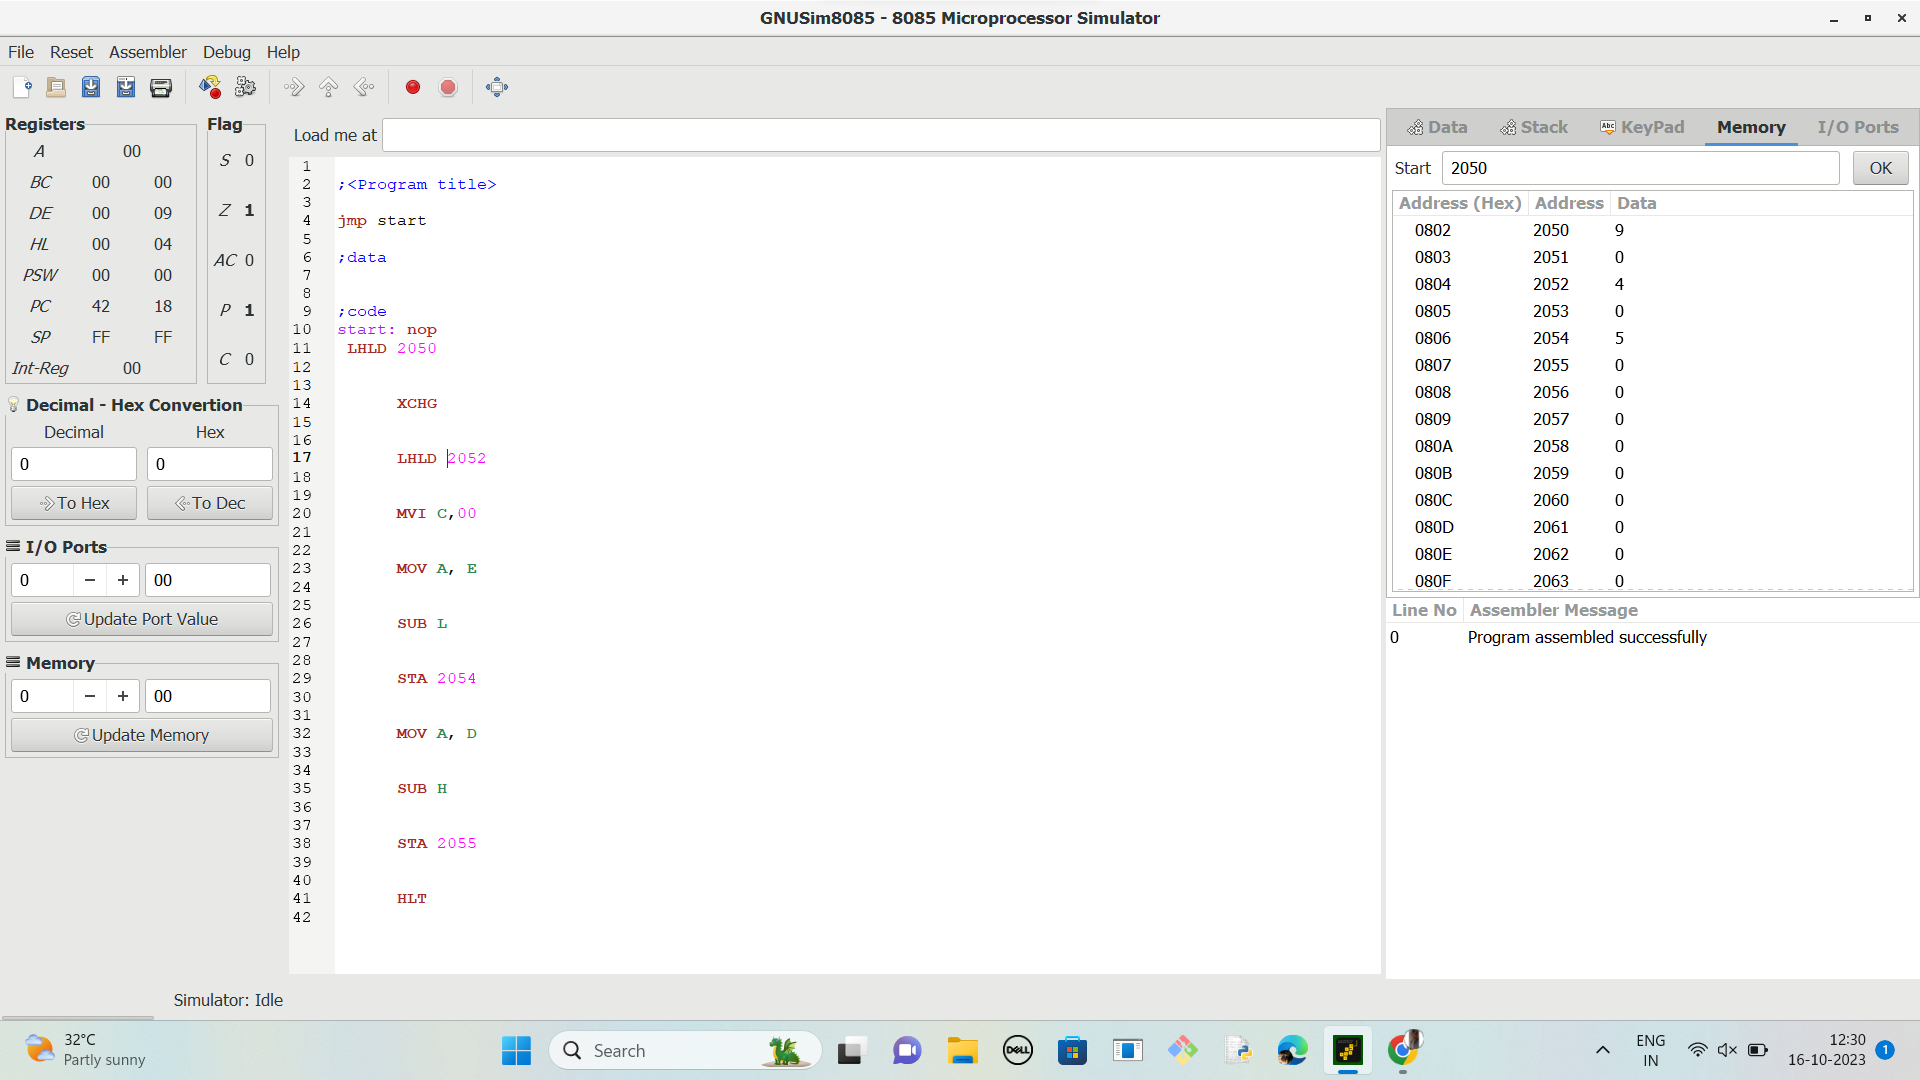 GNUSim8085 - 8085 Microprocessor Simulator
File Reset Assembler Debug Help
Registers
A 00
BC 00 00
DE 00 09
HL 00 04
PSW 00 00
PC 42 18
SP FF FF
Int-Reg 00
Flag
S 0
Z 1
AC 0
P 1
C 0
Decimal - Hex Convertion
Decimal Hex
0 0
To Hex To Dec
I/O Ports
0 − + 00
Update Port Value
Memory
0 − + 00
Update Memory
Load me at
1
2 ;<Program title>
3
4 jmp start
5
6 ;data
7
8
9 ;code
10 start: nop
11 LHLD 2050
12
13
14 XCHG
15
16
17 LHLD 2052
18
19
20 MVI C,00
21
22
23 MOV A, E
24
25
26 SUB L
27
28
29 STA 2054
30
31
32 MOV A, D
33
34
35 SUB H
36
37
38 STA 2055
39
40
41 HLT
42
Data Stack Abc KeyPad Memory I/O Ports
Start 2050 OK
Address (Hex) Address Data
0802 2050 9
0803 2051 0
0804 2052 4
0805 2053 0
0806 2054 5
0807 2055 0
0808 2056 0
0809 2057 0
080A 2058 0
080B 2059 0
080C 2060 0
080D 2061 0
080E 2062 0
080F 2063 0
Line No Assembler Message
0 Program assembled successfully
Simulator: Idle
32°C
Partly sunny
Search
DELL
ENG
IN
12:30
16-10-2023
1